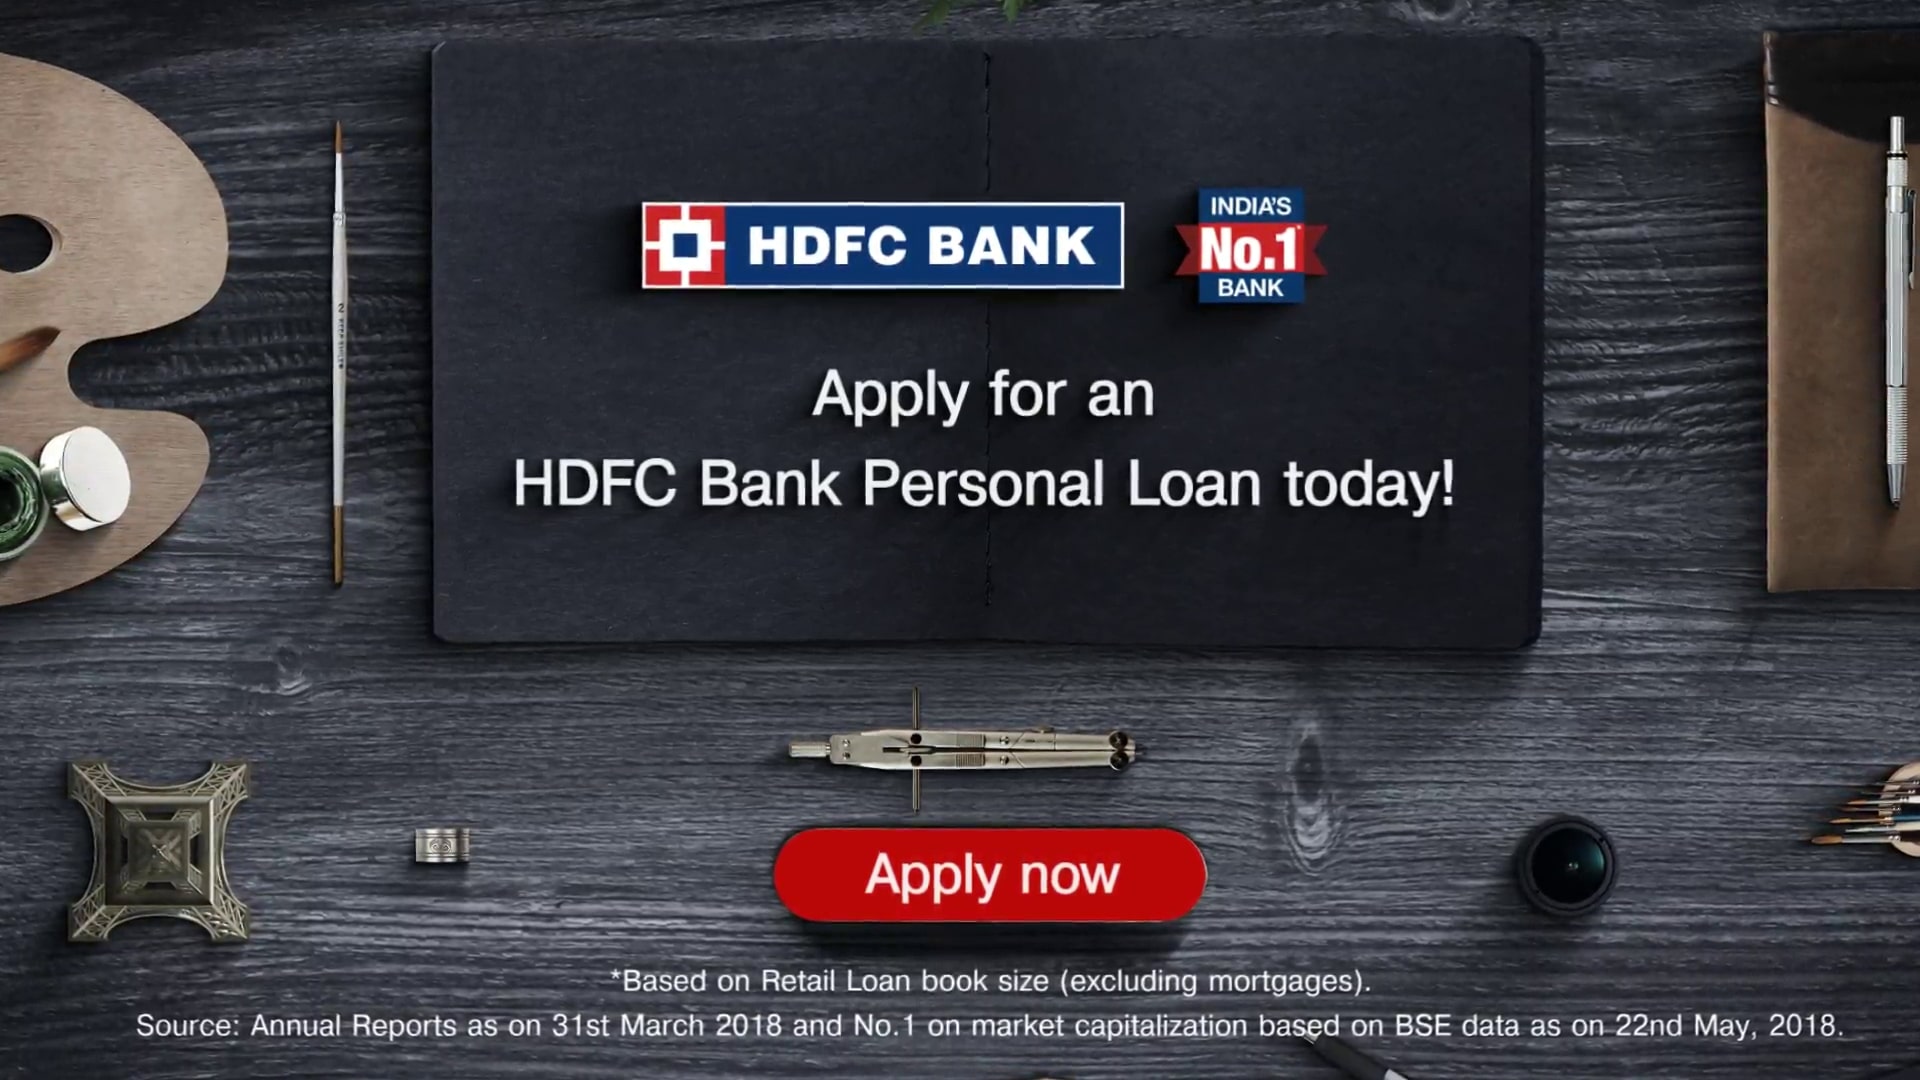 HDFC BANK
INDIA'S
No.1*
BANK
Apply for an
HDFC Bank Personal Loan today!
Apply now
*Based on Retail Loan book size (excluding mortgages).
Source: Annual Reports as on 31st March 2018 and No.1 on market capitalization based on BSE data as on 22nd May, 2018.
2